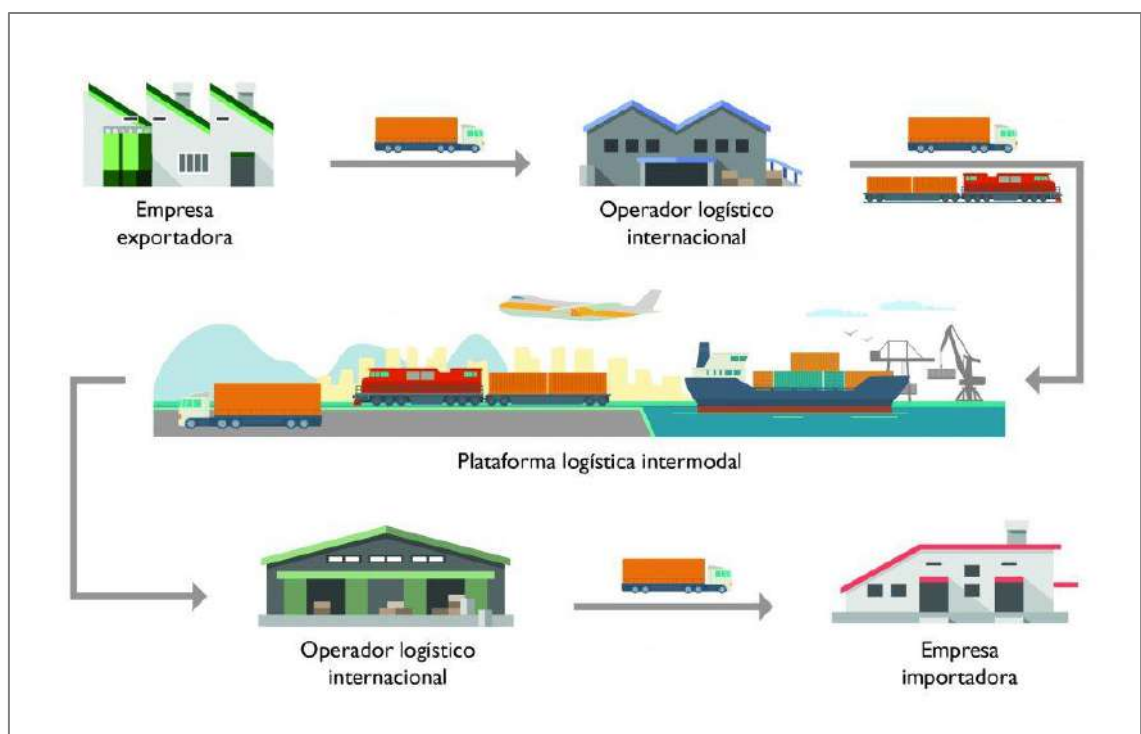 Empresa
exportadora
Operador logístico
internacional
Plataforma logística intermodal
Operador logístico
internacional
Empresa
importadora